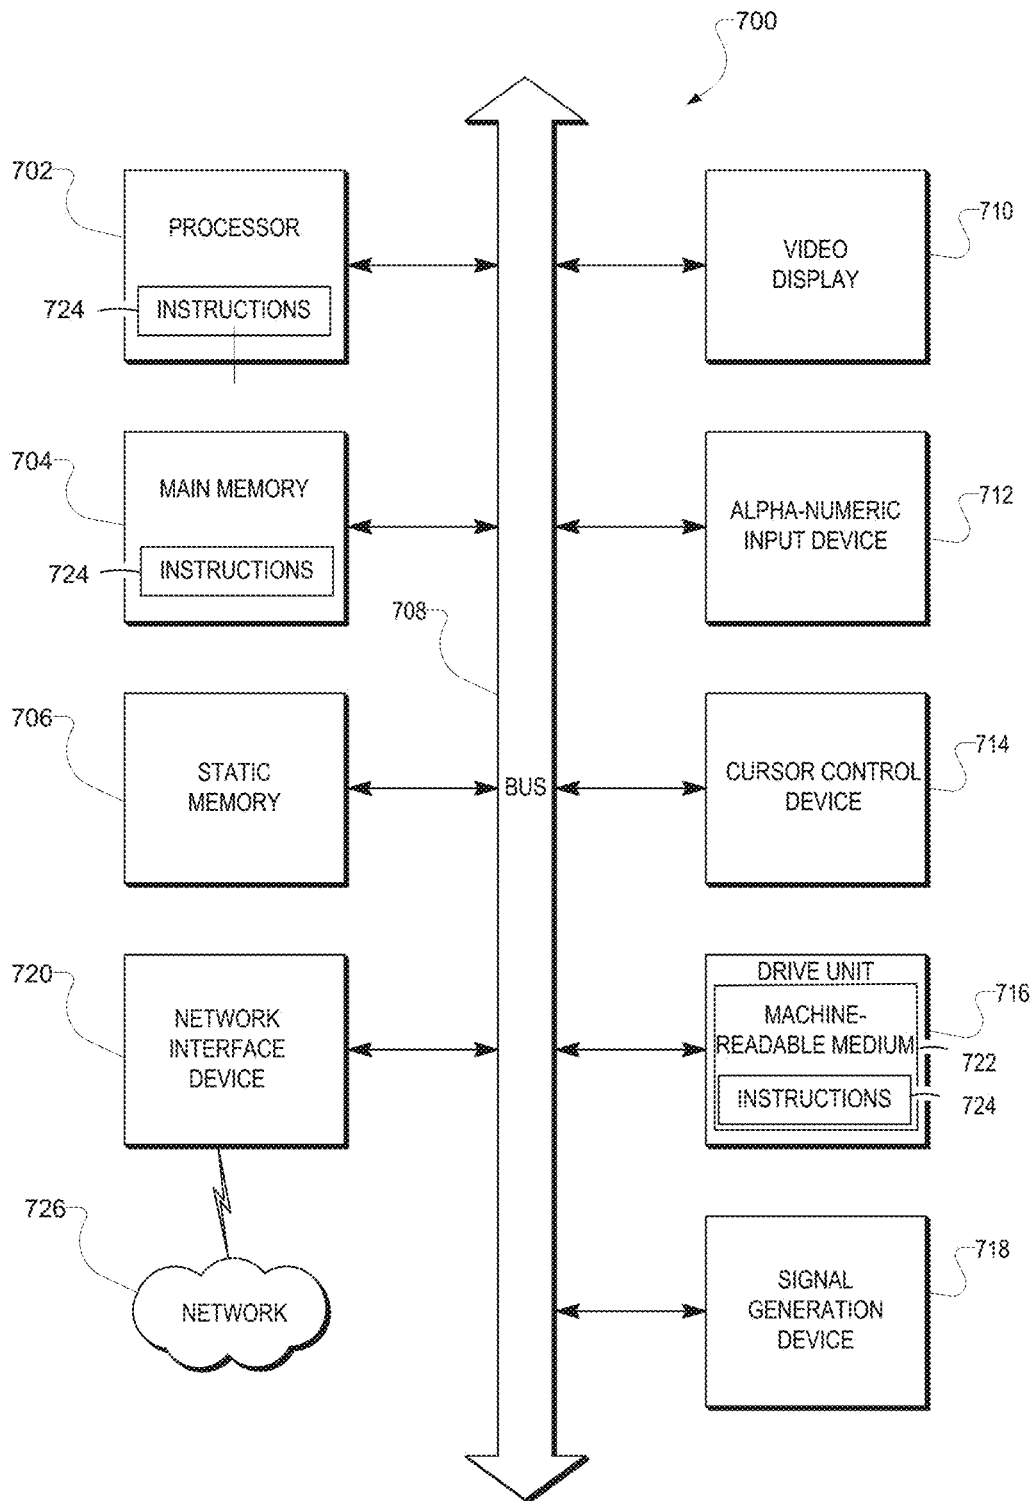 700
702
PROCESSOR
724
INSTRUCTIONS
704
MAIN MEMORY
724
INSTRUCTIONS
706
STATIC
MEMORY
720
NETWORK
INTERFACE
DEVICE
726
NETWORK
708
BUS
710
VIDEO
DISPLAY
712
ALPHA-NUMERIC
INPUT DEVICE
714
CURSOR CONTROL
DEVICE
DRIVE UNIT
716
MACHINE-
READABLE MEDIUM
722
INSTRUCTIONS
724
718
SIGNAL
GENERATION
DEVICE